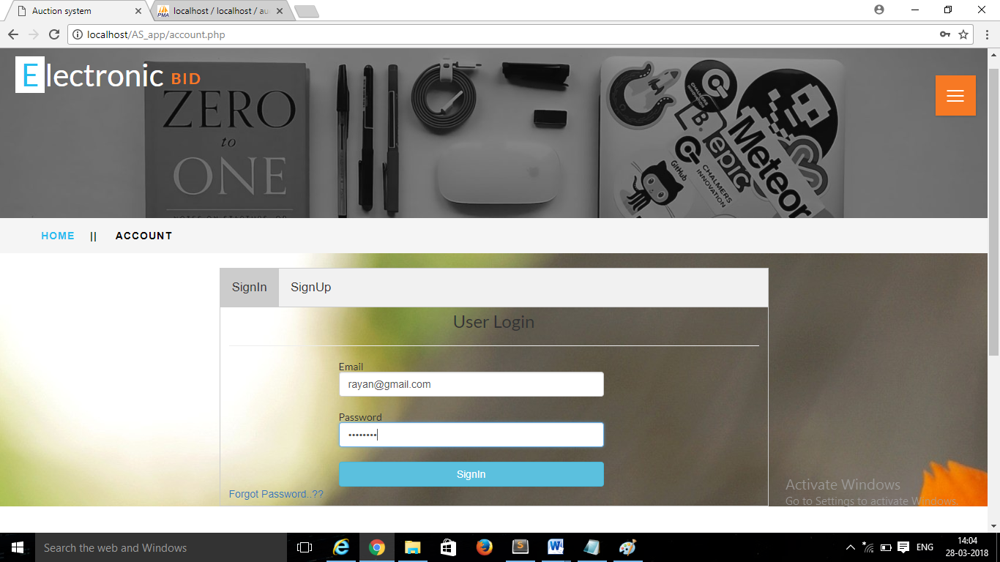 Auction system
localhost / localhost / au
localhost/AS_app/account.php
Electronic BID
ZERO
to
ONE
CHALMERS
INNOVATION
B.
epic
Meteor
GitHub
CHALMERS
INNOVATION
HOME || ACCOUNT
SignIn SignUp
User Login
Email
rayan@gmail.com
Password
••••••••
SignIn
Forgot Password..??
Activate Windows
Go to Settings to activate Windows.
Search the web and Windows
ENG
14:04
28-03-2018